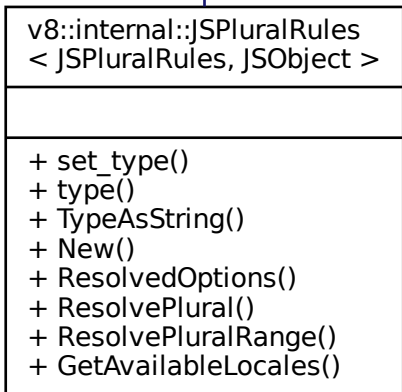 v8::internal::JSPluralRules
< JSPluralRules, JSObject >
+ set_type()
+ type()
+ TypeAsString()
+ New()
+ ResolvedOptions()
+ ResolvePlural()
+ ResolvePluralRange()
+ GetAvailableLocales()